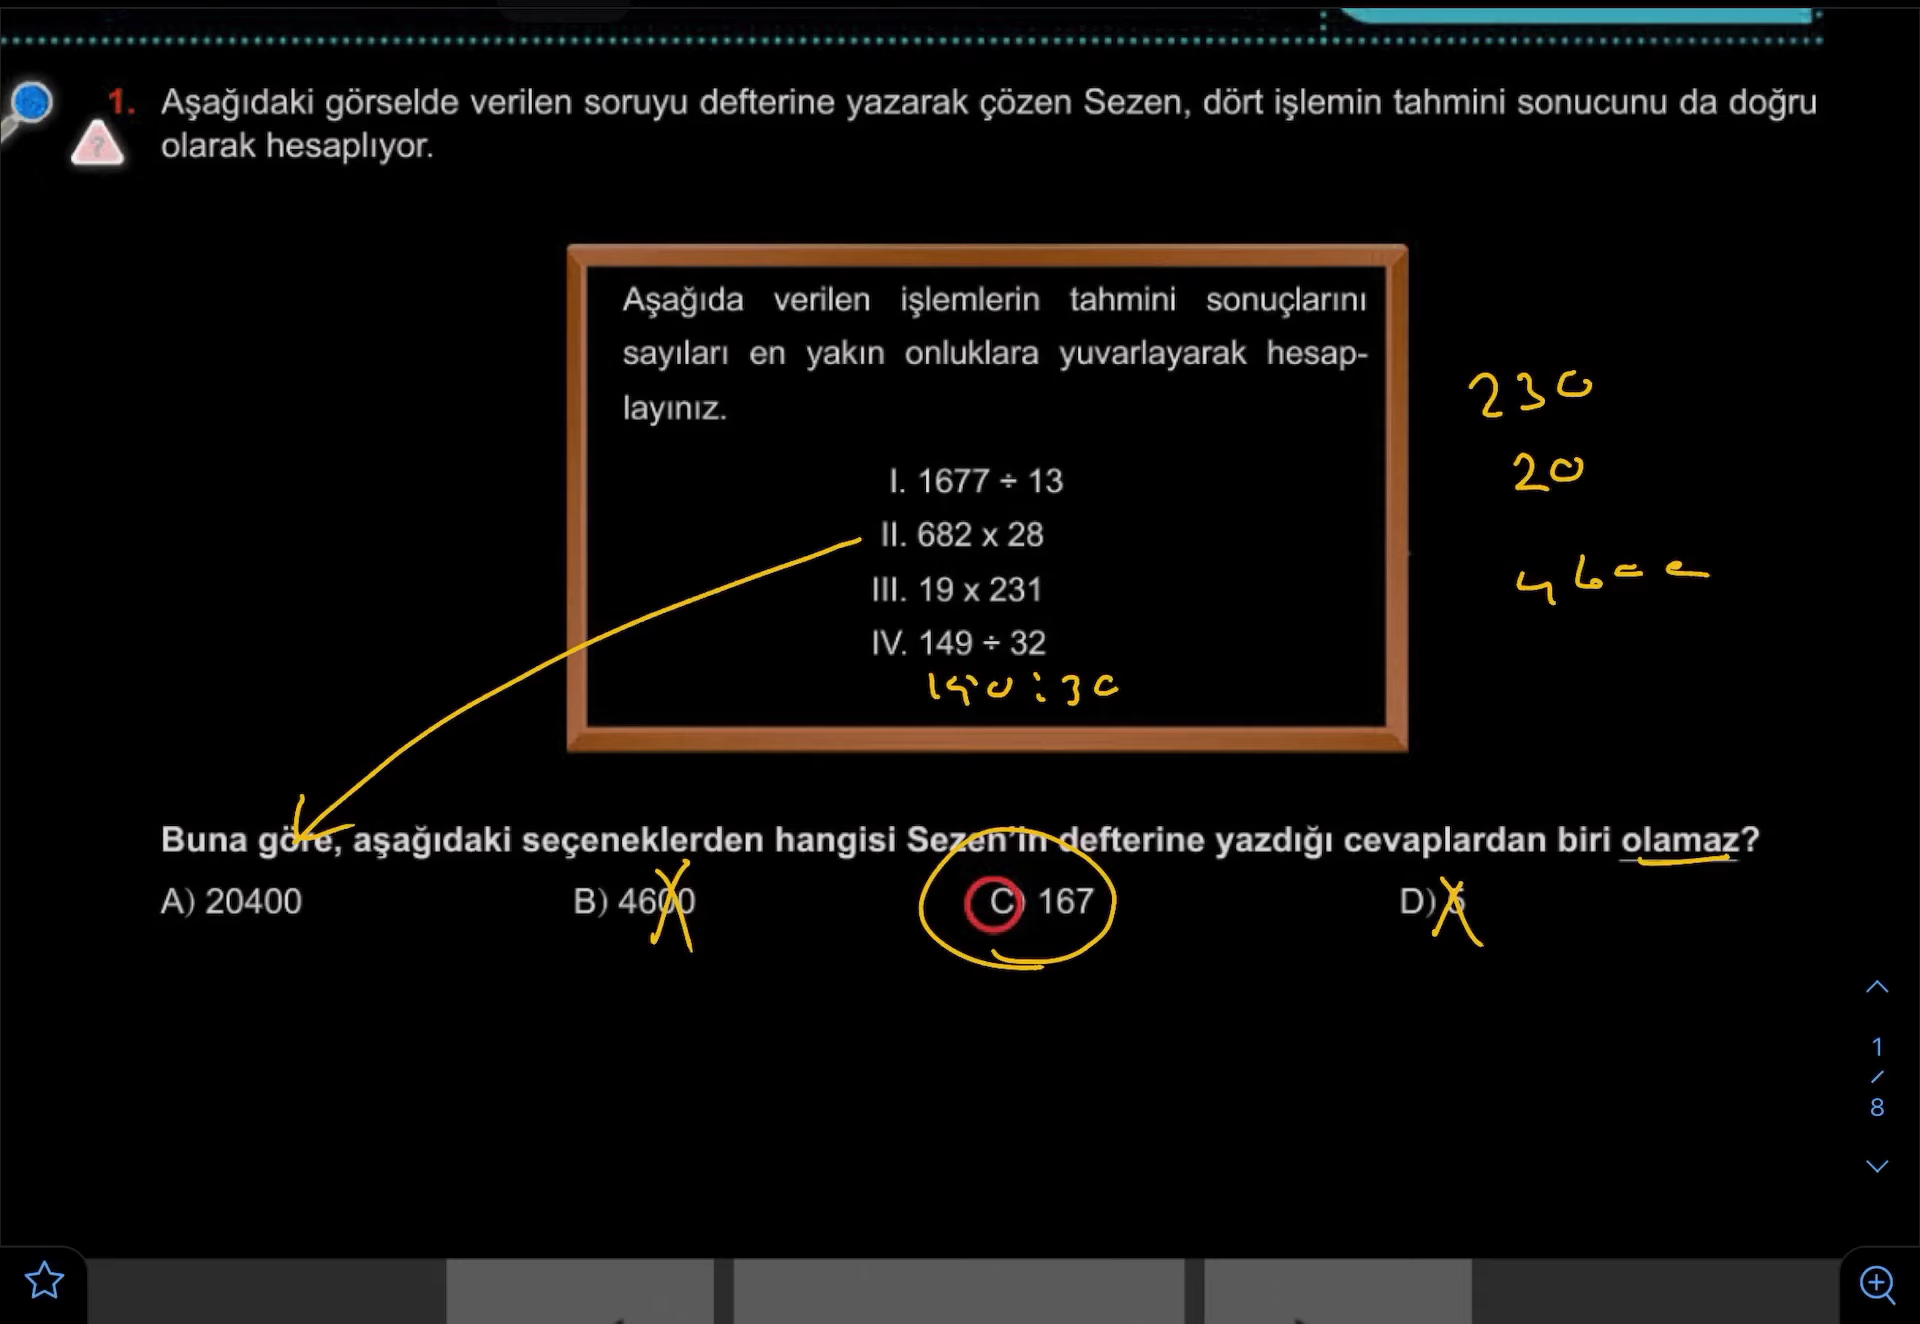 1. Aşağıdaki görselde verilen soruyu defterine yazarak çözen Sezen, dört işlemin tahmini sonucunu da doğru
olarak hesaplıyor.
Aşağıda verilen işlemlerin tahmini sonuçlarını
sayıları en yakın onluklara yuvarlayarak hesap-
layınız.
I. 1677 ÷ 13
II. 682 x 28
III. 19 x 231
IV. 149 ÷ 32
150 : 30
230
20
4600
Buna göre, aşağıdaki seçeneklerden hangisi Sezen'in defterine yazdığı cevaplardan biri olamaz?
A) 20400
B) 4600
C) 167
D) 5
1
/
8